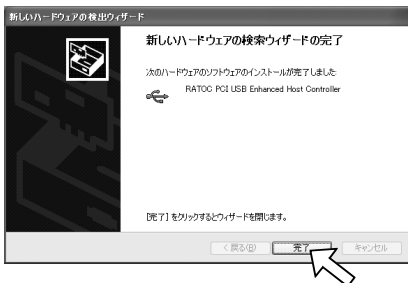 新しいハードウェアの検出ウィザード
新しいハードウェアの検索ウィザードの完了
次のハードウェアのソフトウェアのインストールが完了しました:
RATOC PCI USB Enhanced Host Controller
[完了] をクリックするとウィザードを閉じます。
< 戻る(B)
完了
キャンセル